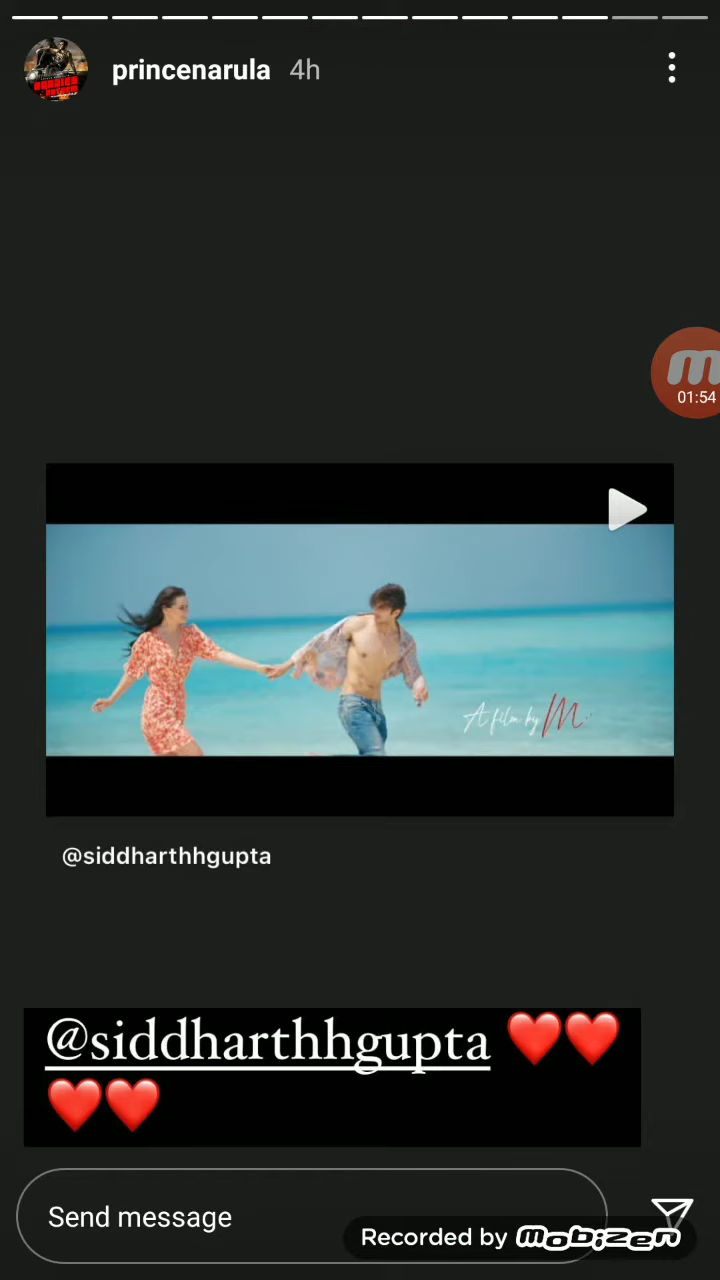 princenarula 4h
01:54
A film by M
@siddharthhgupta
@siddharthhgupta ❤️❤️
❤️❤️
Send message
Recorded by mobizen